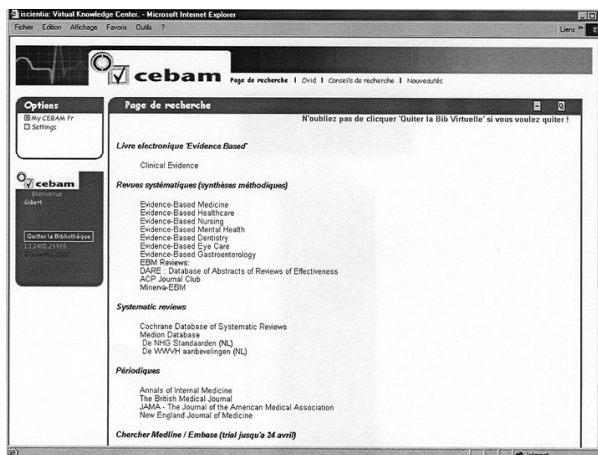 iscientia: Virtual Knowledge Center. - Microsoft Internet Explorer
Fichier Edition Affichage Favoris Outils ?
Liens »
cebam
Page de recherche | Ovid | Conseils de recherche | Nouveautés
Options
My CEBAM Fr
Settings
cebam
Bienvenue
Gebert
Quitter la Bibliothèque
Page de recherche
N'oubliez pas de clicquer 'Quiter la Bib Virtuelle' si vous voulez quiter !
Livre electronique 'Evidence Based'
Clinical Evidence
Revues systématiques (synthèses méthodiques)
Evidence-Based Medicine
Evidence-Based Healthcare
Evidence-Based Nursing
Evidence-Based Mental Health
Evidence-Based Dentistry
Evidence-Based Eye Care
Evidence-Based Gastroenterology
EBM Reviews:
DARE : Database of Abstracts of Reviews of Effectiveness
ACP Journal Club
Minerva-EBM
Systematic reviews
Cochrane Database of Systematic Reviews
Medion Database
De NHG Standaarden (NL)
De WWVH aanbevelingen (NL)
Périodiques
Annals of Internal Medicine
The British Medical Journal
JAMA - The Journal of the American Medical Association
New England Journal of Medicine
Chercher Medline / Embase (trial jusqu'a 24 avril)
Internet